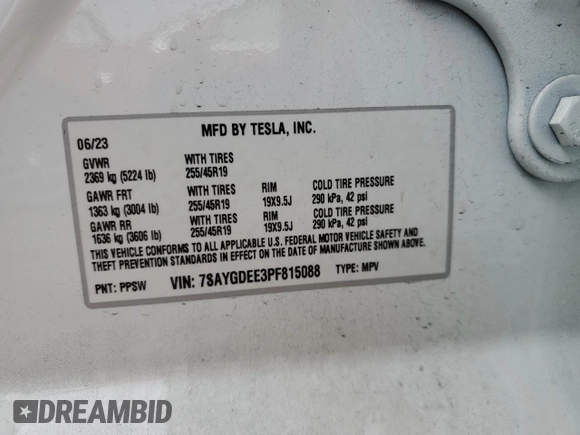 MFD BY TESLA, INC.
06/23
GVWR WITH TIRES
2369 kg (5224 lb) 255/45R19
GAWR FRT WITH TIRES RIM COLD TIRE PRESSURE
1363 kg (3004 lb) 255/45R19 19X9.5J 290 kPa, 42 psi
GAWR RR WITH TIRES RIM COLD TIRE PRESSURE
1636 kg (3606 lb) 255/45R19 19X9.5J 290 kPa, 42 psi
THIS VEHICLE CONFORMS TO ALL APPLICABLE U.S. FEDERAL MOTOR VEHICLE SAFETY AND
THEFT PREVENTION STANDARDS IN EFFECT ON THE DATE OF MANUFACTURE SHOWN ABOVE.
PNT: PPSW VIN: 7SAYGDEE3PF815088 TYPE: MPV
DREAMBID